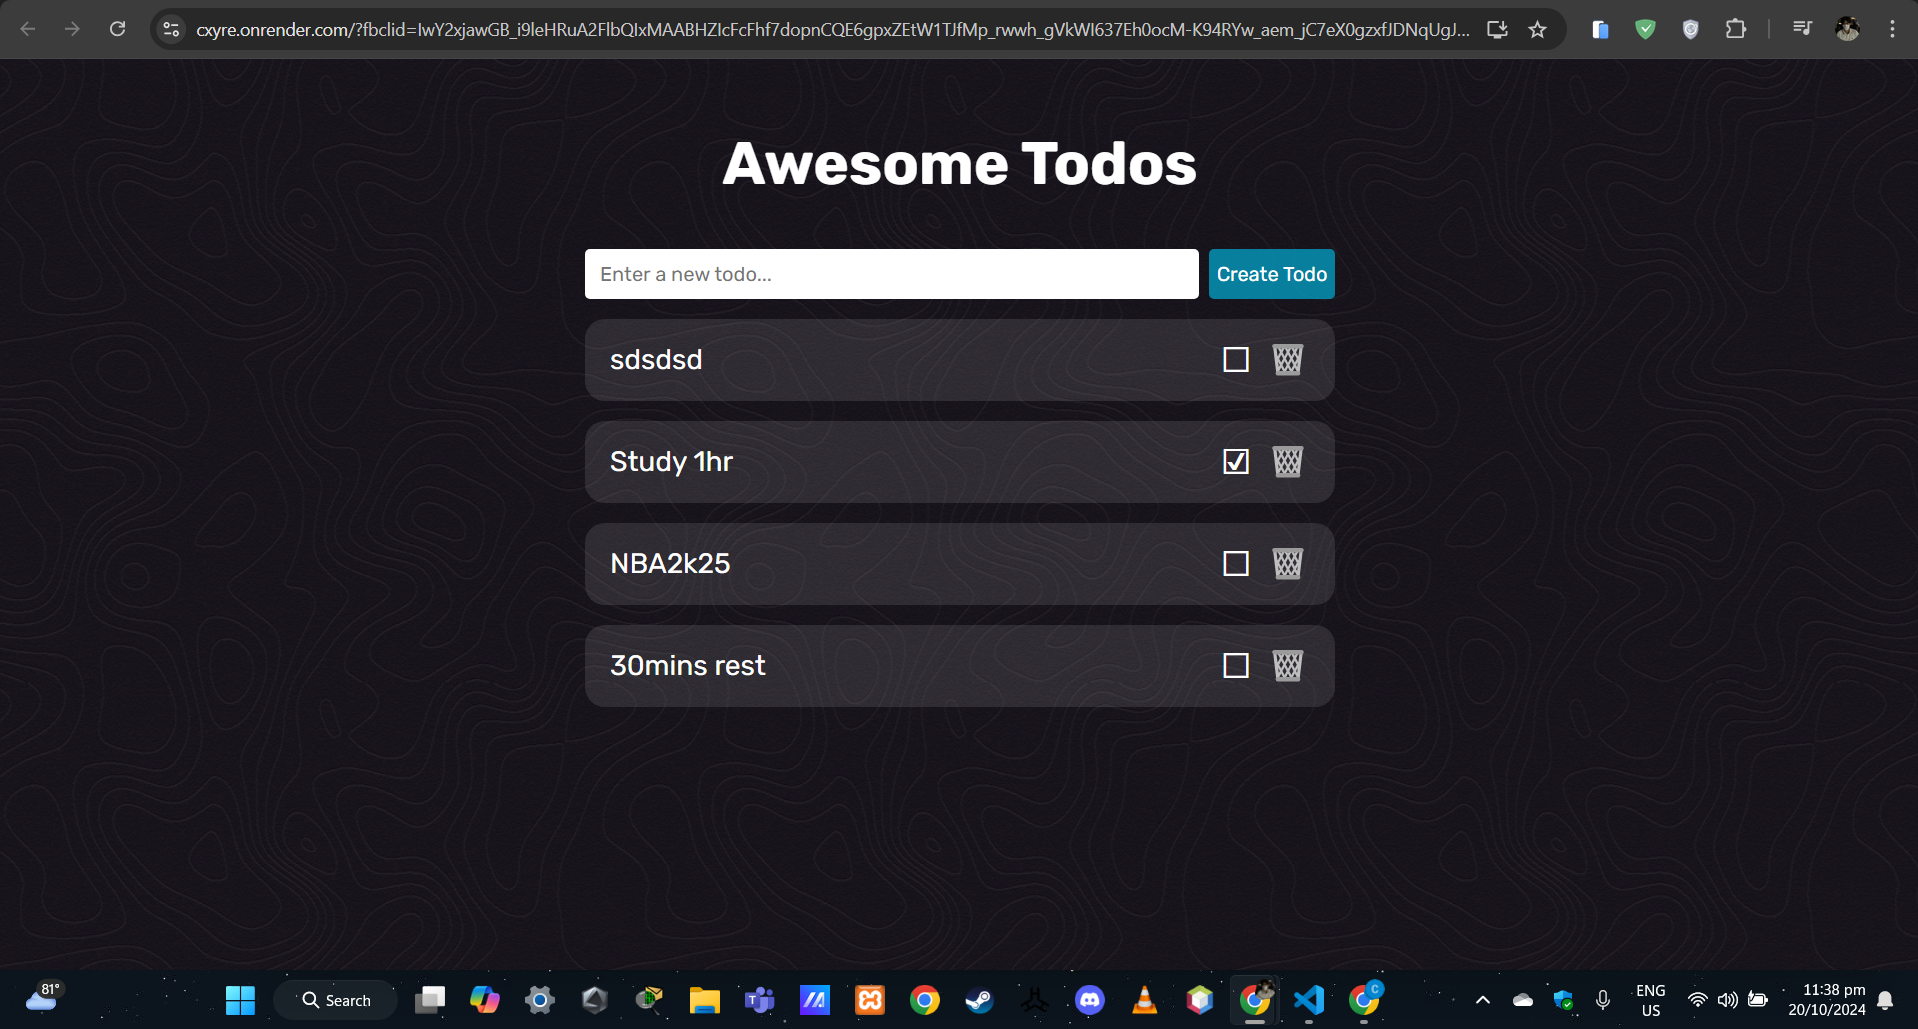 cxyre.onrender.com/?fbclid=IwY2xjawGB_i9leHRuA2FlbQIxMAABHZIcFcFhf7dopnCQE6gpxZEtW1TJfMp_rwwh_gVkWI637Eh0ocM-K94RYw_aem_jC7eX0gzxfJDNqUgJ...
Awesome Todos
Enter a new todo...
Create Todo
sdsdsd
Study 1hr
NBA2k25
30mins rest
81°
Search
ENG
US
11:38 pm
20/10/2024